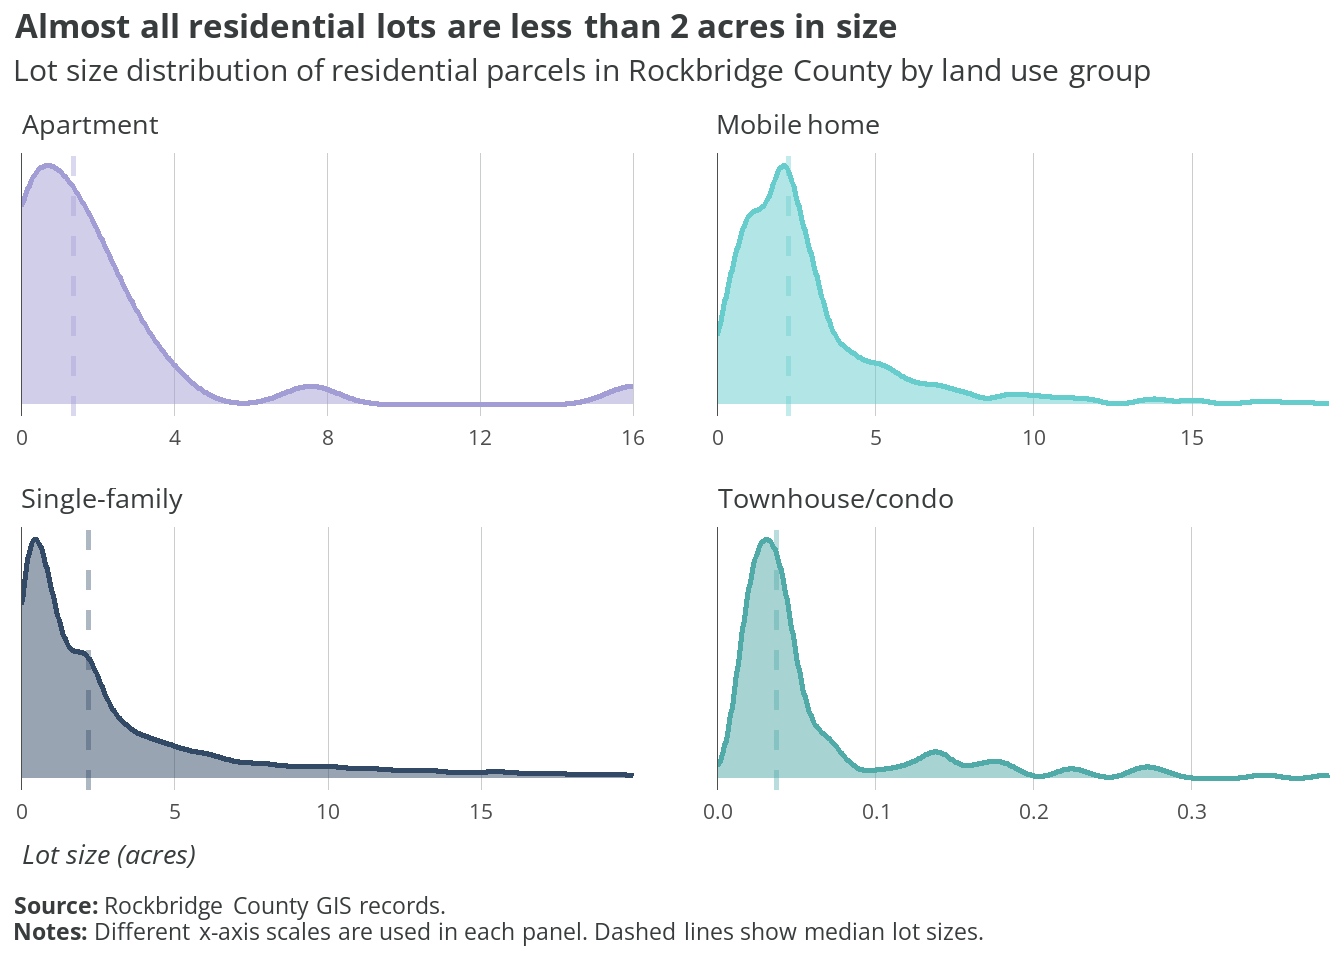 Almost all residential lots are less than 2 acres in size
Lot size distribution of residential parcels in Rockbridge County by land use group
Apartment
Mobile home
0 4 8 12 16
0 5 10 15
Single-family
Townhouse/condo
0 5 10 15
0.0 0.1 0.2 0.3
Lot size (acres)
Source: Rockbridge County GIS records.
Notes: Different x-axis scales are used in each panel. Dashed lines show median lot sizes.